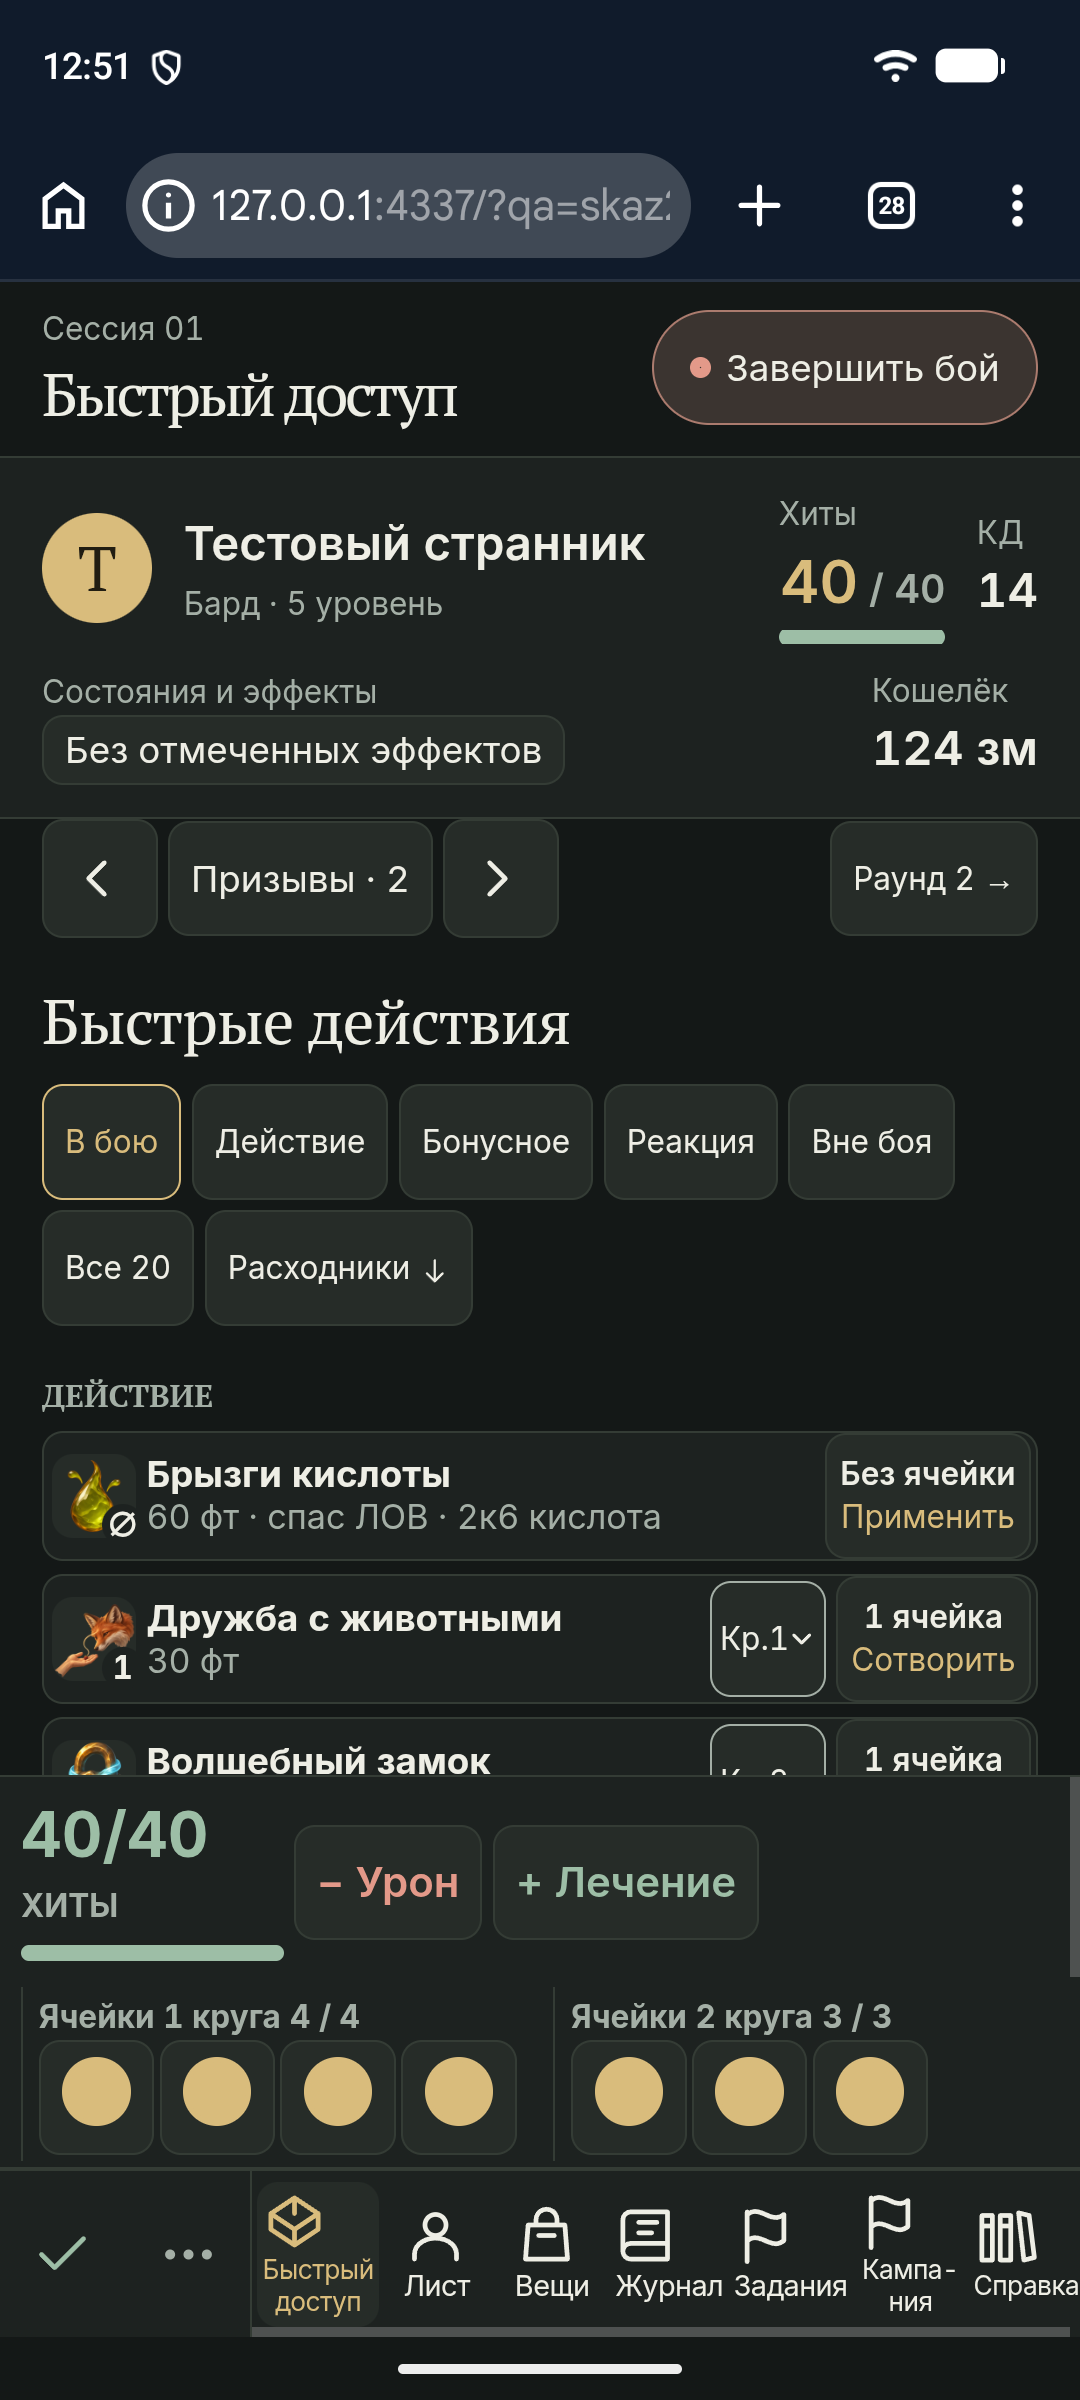 12:51
127.0.0.1:4337/?qa=skaz
28
Сессия 01
Быстрый доступ
Завершить бой
Т
Тестовый странник
Бард · 5 уровень
Хиты
40 / 40
КД
14
Состояния и эффекты
Без отмеченных эффектов
Кошелёк
124 зм
Призывы · 2
Раунд 2 →
Быстрые действия
В бою
Действие
Бонусное
Реакция
Вне боя
Все 20
Расходники ↓
ДЕЙСТВИЕ
Брызги кислоты
60 фт · спас ЛОВ · 2к6 кислота
Без ячейки
Применить
Дружба с животными
30 фт
1
Кр.1
1 ячейка
Сотворить
Волшебный замок
1 ячейка
40/40
ХИТЫ
− Урон
+ Лечение
Ячейки 1 круга 4 / 4
Ячейки 2 круга 3 / 3
Быстрый
доступ
Лист
Вещи
Журнал
Задания
Кампа-
ния
Справка